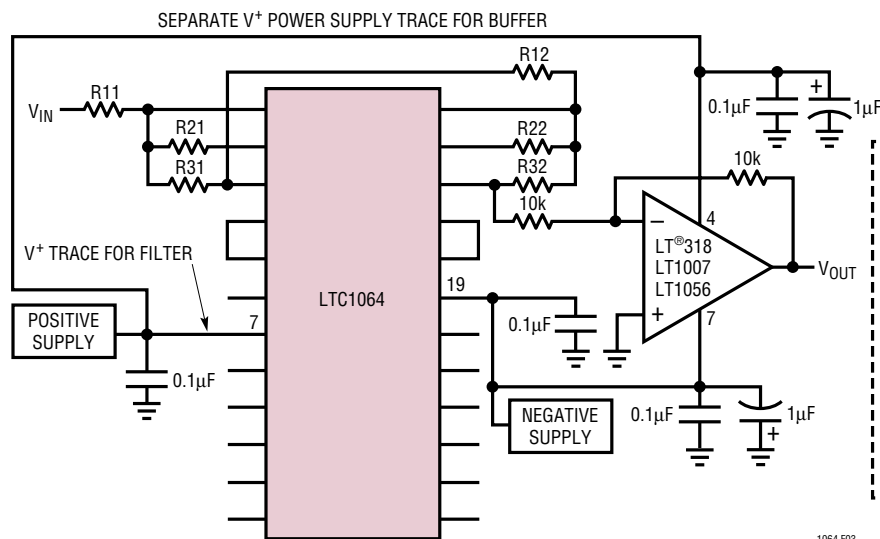 SEPARATE V+ POWER SUPPLY TRACE FOR BUFFER
R12
R11
VIN
R21
R22
R31
R32
10k
0.1µF
+
1µF
10k
4
–
LT®318
LT1007
LT1056
+
7
VOUT
V+ TRACE FOR FILTER
LTC1064
19
7
POSITIVE
SUPPLY
0.1µF
0.1µF
NEGATIVE
SUPPLY
0.1µF
1µF
+